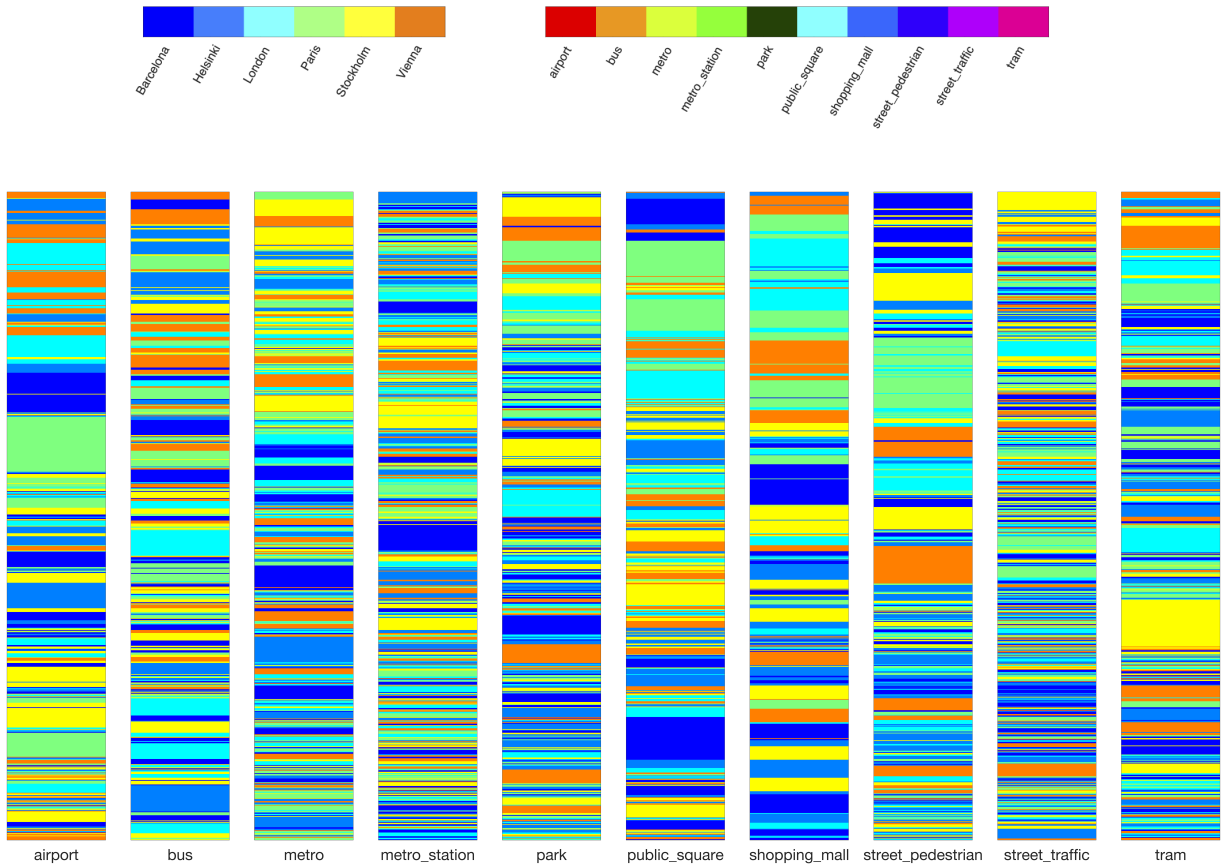 Barcelona
Helsinki
London
Paris
Stockholm
Vienna
airport
bus
metro
metro_station
park
public_square
shopping_mall
street_pedestrian
street_traffic
tram
airport
bus
metro
metro_station
park
public_square
shopping_mall
street_pedestrian
street_traffic
tram